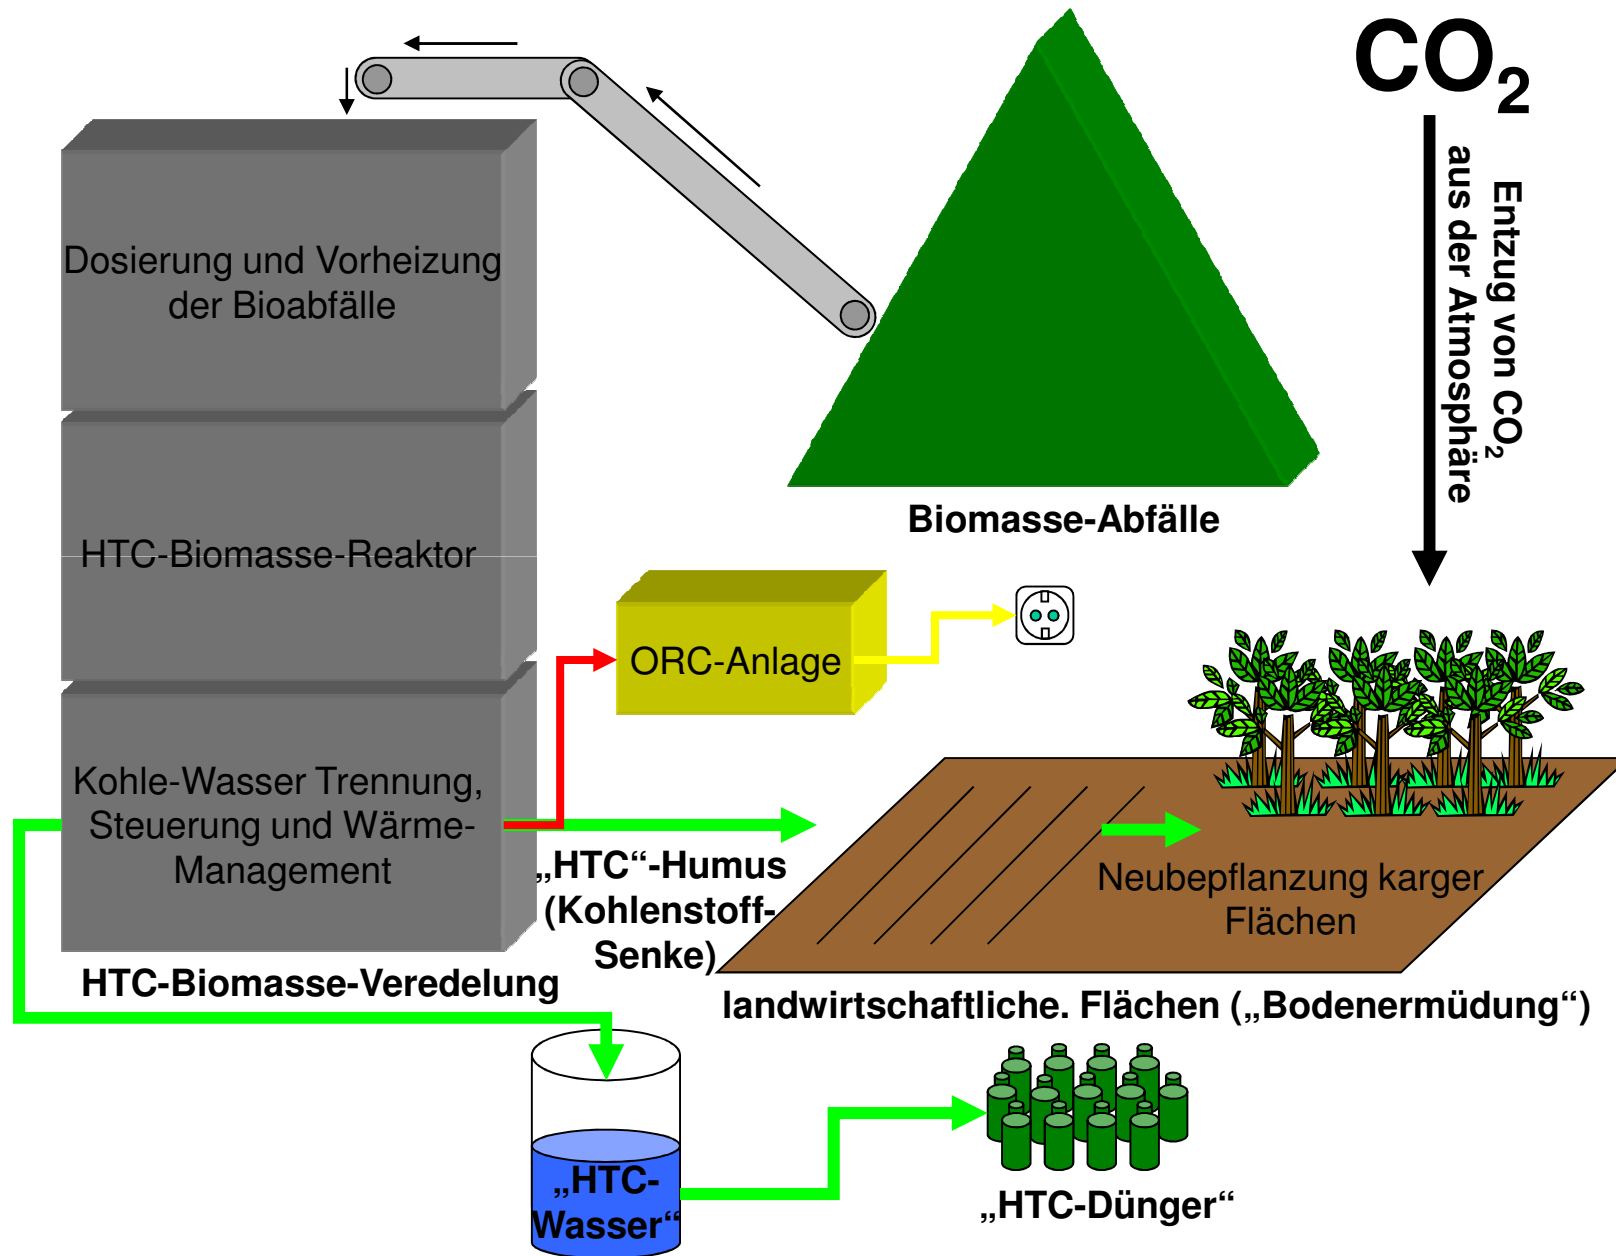 CO₂
Entzug von CO₂
aus der Atmosphäre
Dosierung und Vorheizung
der Bioabfälle
Biomasse-Abfälle
HTC-Biomasse-Reaktor
ORC-Anlage
Kohle-Wasser Trennung,
Steuerung und Wärme-
Management
„HTC“-Humus
(Kohlenstoff-
Senke)
Neubepflanzung karger
Flächen
HTC-Biomasse-Veredelung
landwirtschaftliche. Flächen („Bodenermüdung“)
„HTC-
Wasser“
„HTC-Dünger“